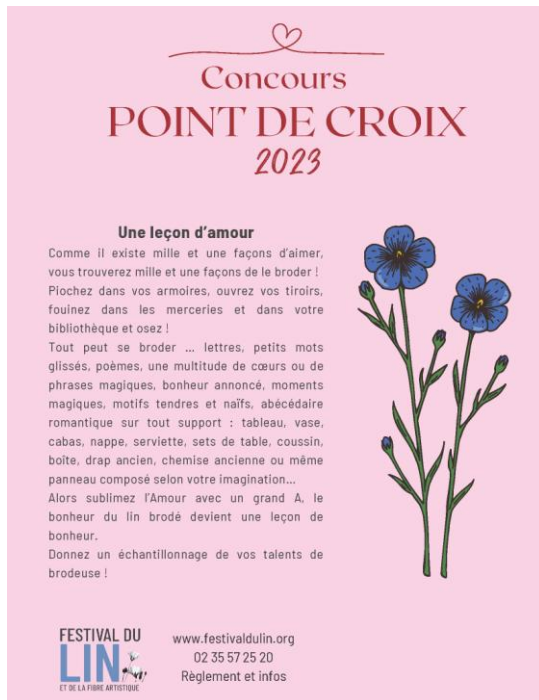 Concours
POINT DE CROIX
2023
Une leçon d'amour
Comme il existe mille et une façons d'aimer,
vous trouverez mille et une façons de le broder !
Piochez dans vos armoires, ouvrez vos tiroirs,
fouinez dans les merceries et dans votre
bibliothèque et osez !
Tout peut se broder ... lettres, petits mots
glissés, poèmes, une multitude de cœurs ou de
phrases magiques, bonheur annoncé, moments
magiques, motifs tendres et naïfs, abécédaire
romantique sur tout support : tableau, vase,
cabas, nappe, serviette, sets de table, coussin,
boîte, drap ancien, chemise ancienne ou même
panneau composé selon votre imagination...
Alors sublimez l'Amour avec un grand A, le
bonheur du lin brodé devient une leçon de
bonheur.
Donnez un échantillonnage de vos talents de
brodeuse !
FESTIVAL DU
LIN
ET DE LA FIBRE ARTISTIQUE
www.festivaldulin.org
02 35 57 25 20
Règlement et infos